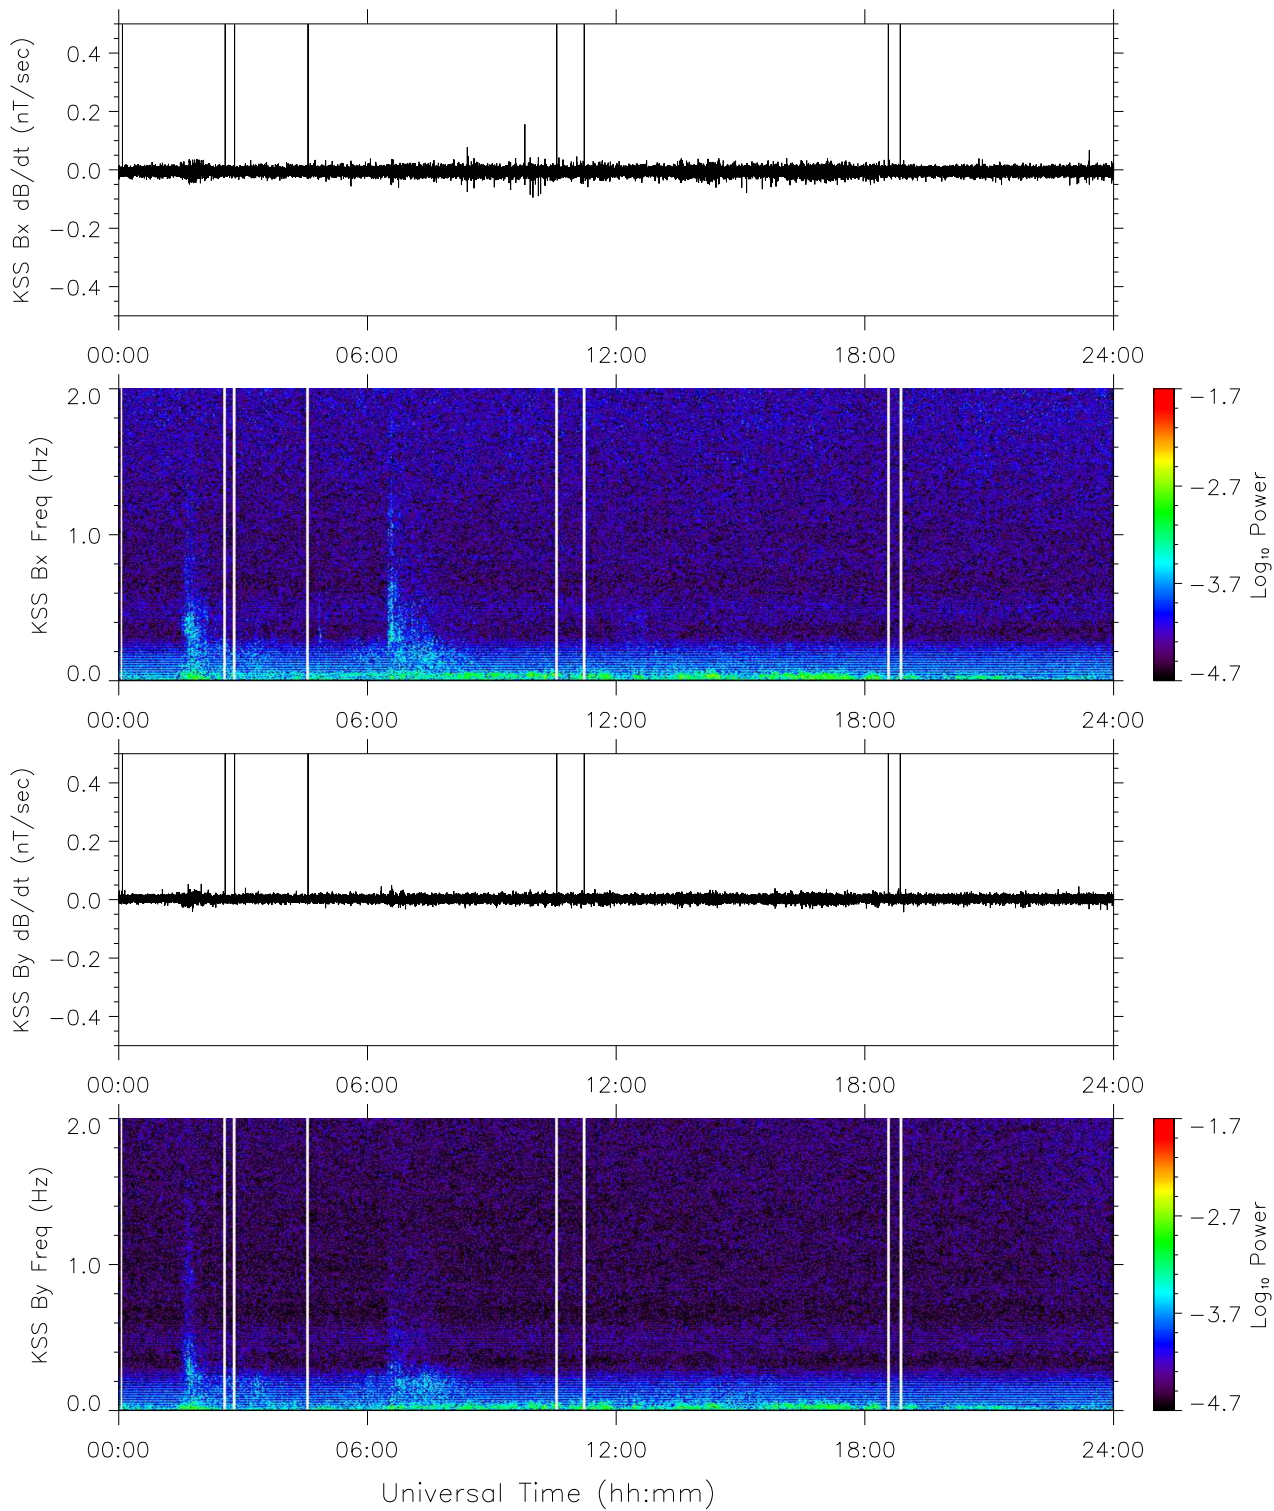 KSS Bx dB/dt (nT/sec)
0.4
0.2
0.0
−0.2
−0.4
00:00 06:00 12:00 18:00 24:00
KSS Bx Freq (Hz)
2.0
1.0
0.0
−1.7
−2.7
−3.7
−4.7
Log10 Power
00:00 06:00 12:00 18:00 24:00
KSS By dB/dt (nT/sec)
0.4
0.2
0.0
−0.2
−0.4
00:00 06:00 12:00 18:00 24:00
KSS By Freq (Hz)
2.0
1.0
0.0
−1.7
−2.7
−3.7
−4.7
Log10 Power
00:00 06:00 12:00 18:00 24:00
Universal Time (hh:mm)